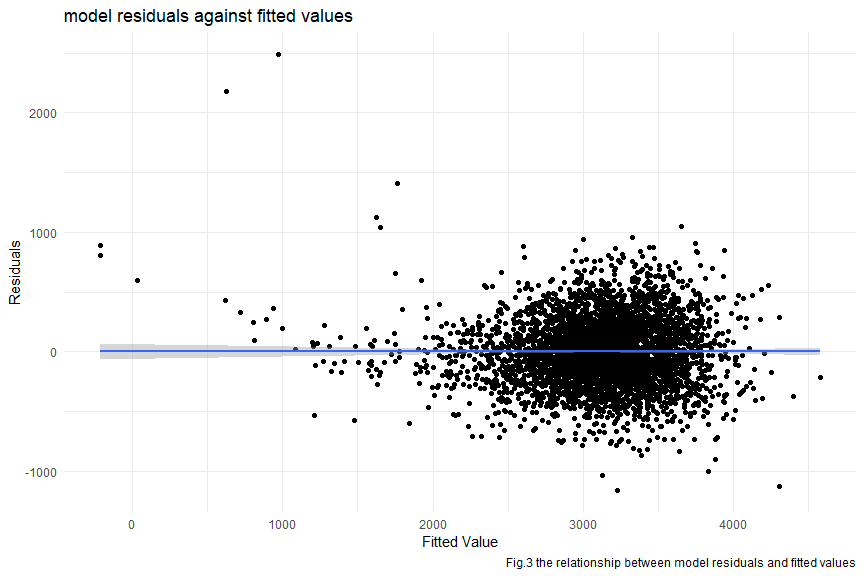 model residuals against fitted values
2000
1000
0
-1000
Residuals
0
1000
2000
3000
4000
Fitted Value
Fig.3 the relationship between model residuals and fitted values